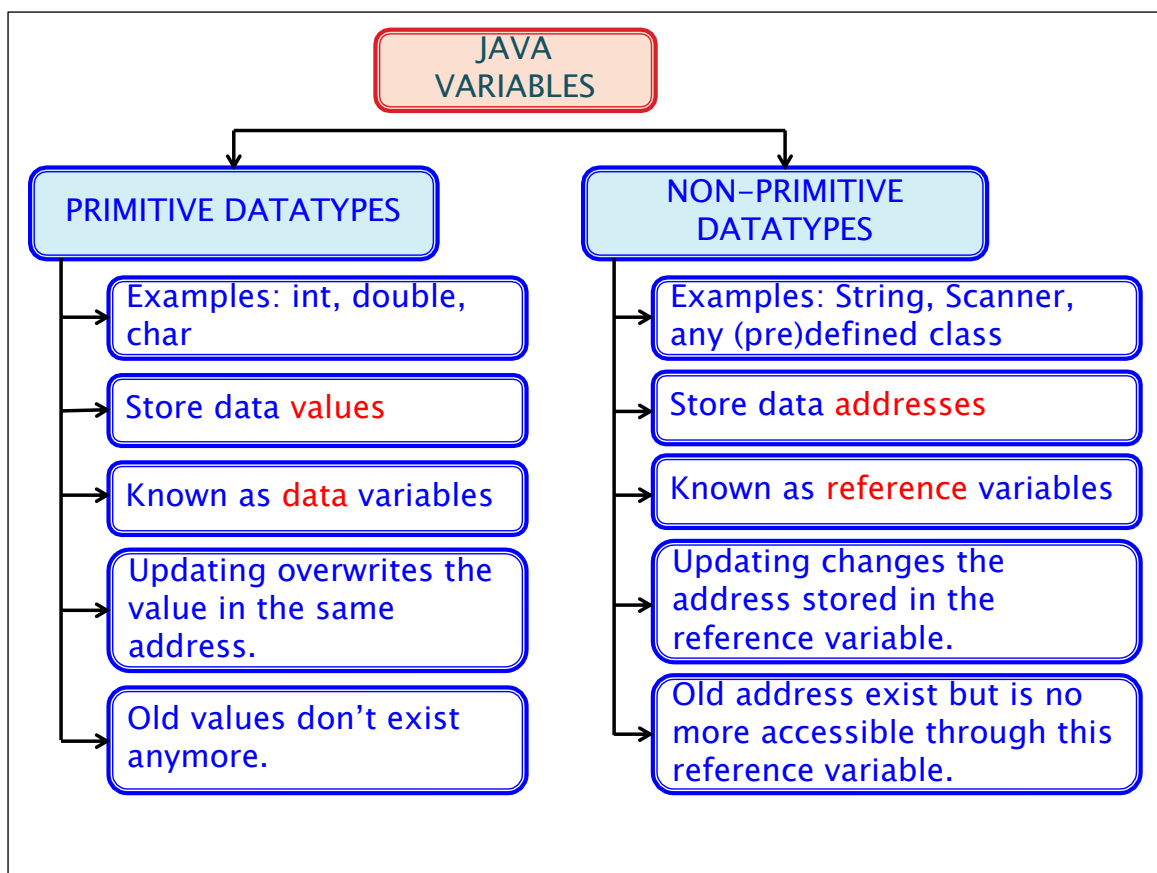 JAVA
VARIABLES
PRIMITIVE DATATYPES
Examples: int, double,
char
Store data values
Known as data variables
Updating overwrites the
value in the same
address.
Old values don’t exist
anymore.
NON-PRIMITIVE
DATATYPES
Examples: String, Scanner,
any (pre)defined class
Store data addresses
Known as reference variables
Updating changes the
address stored in the
reference variable.
Old address exist but is no
more accessible through this
reference variable.